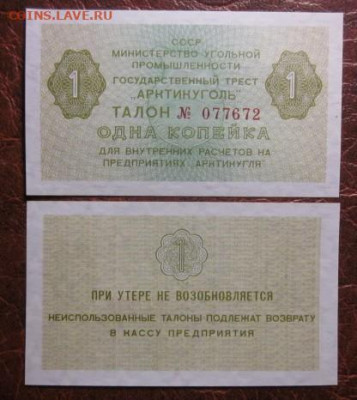 coins.LAVE.RU
СССР
МИНИСТЕРСТВО УГОЛЬНОЙ
ПРОМЫШЛЕННОСТИ
ГОСУДАРСТВЕННЫЙ ТРЕСТ
„АРКТИКУГОЛЬ"
1
1
ТАЛОН № 077672
ОДНА КОПЕЙКА
ДЛЯ ВНУТРЕННИХ РАСЧЕТОВ НА
ПРЕДПРИЯТИЯХ „АРКТИКУГЛЯ"
1
ПРИ УТЕРЕ НЕ ВОЗОБНОВЛЯЕТСЯ
НЕИСПОЛЬЗОВАННЫЕ ТАЛОНЫ ПОДЛЕЖАТ ВОЗВРАТУ
В КАССУ ПРЕДПРИЯТИЯ